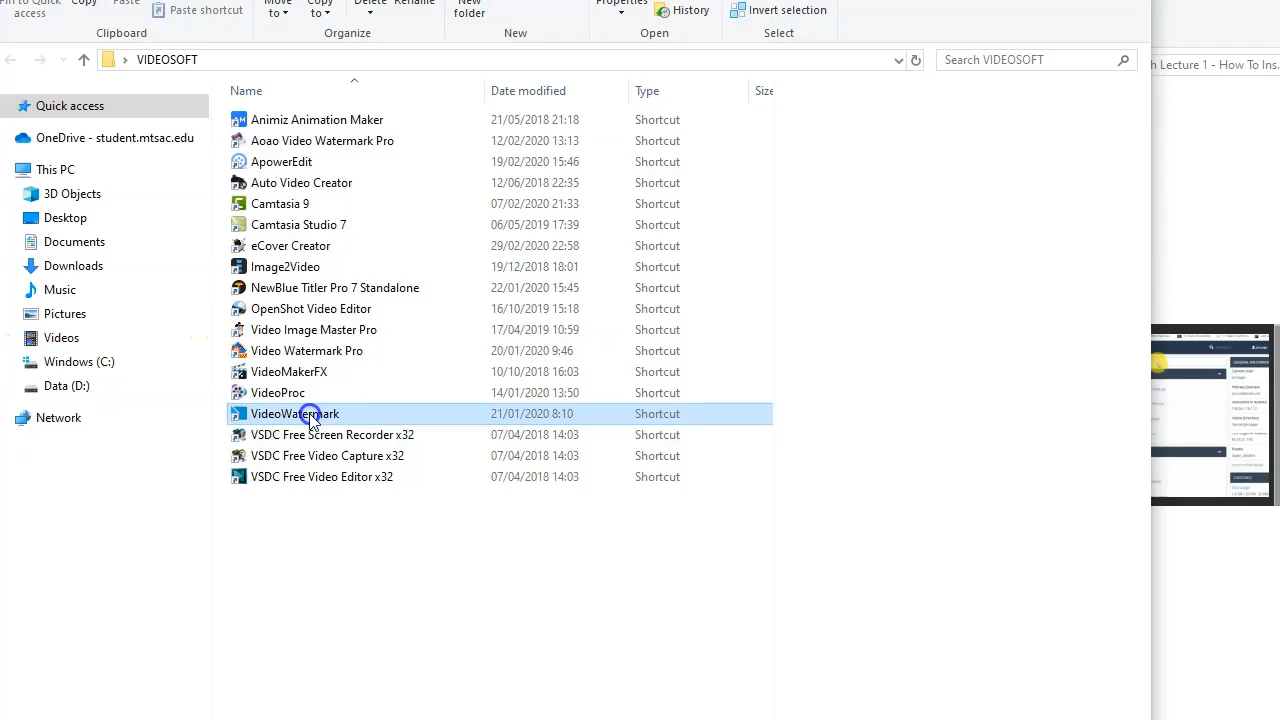 Pin to Quick access
Copy
Paste
Paste shortcut
Move to
Copy to
Delete
Rename
New folder
Properties
History
Invert selection
Clipboard
Organize
New
Open
Select
VIDEOSOFT
Search VIDEOSOFT
h Lecture 1 - How To Ins...
Name Date modified Type Size
Quick access
OneDrive - student.mtsac.edu
This PC
3D Objects
Desktop
Documents
Downloads
Music
Pictures
Videos
Windows (C:)
Data (D:)
Network
Animiz Animation Maker 21/05/2018 21:18 Shortcut
Aoao Video Watermark Pro 12/02/2020 13:13 Shortcut
ApowerEdit 19/02/2020 15:46 Shortcut
Auto Video Creator 12/06/2018 22:35 Shortcut
Camtasia 9 07/02/2020 21:33 Shortcut
Camtasia Studio 7 06/05/2019 17:39 Shortcut
eCover Creator 29/02/2020 22:58 Shortcut
Image2Video 19/12/2018 18:01 Shortcut
NewBlue Titler Pro 7 Standalone 22/01/2020 15:45 Shortcut
OpenShot Video Editor 16/10/2019 15:18 Shortcut
Video Image Master Pro 17/04/2019 10:59 Shortcut
Video Watermark Pro 20/01/2020 9:46 Shortcut
VideoMakerFX 10/10/2018 0:03 Shortcut
VideoProc 14/01/2020 13:50 Shortcut
VideoWatermark 21/01/2020 8:10 Shortcut
VSDC Free Screen Recorder x32 07/04/2018 14:03 Shortcut
VSDC Free Video Capture x32 07/04/2018 14:03 Shortcut
VSDC Free Video Editor x32 07/04/2018 14:03 Shortcut